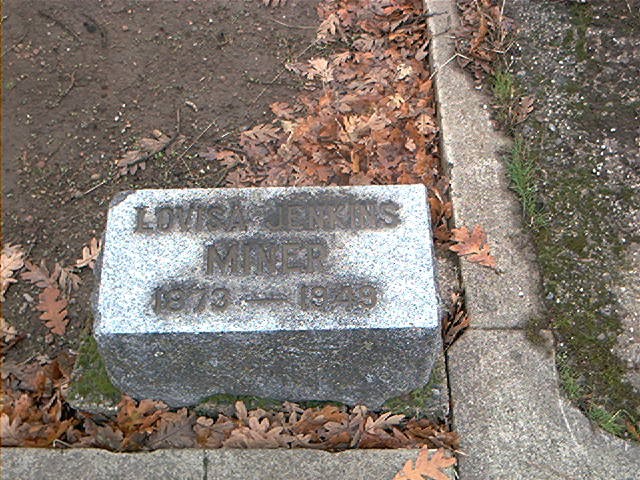 LOVISA JENKINS
MINER
1873 — 1949